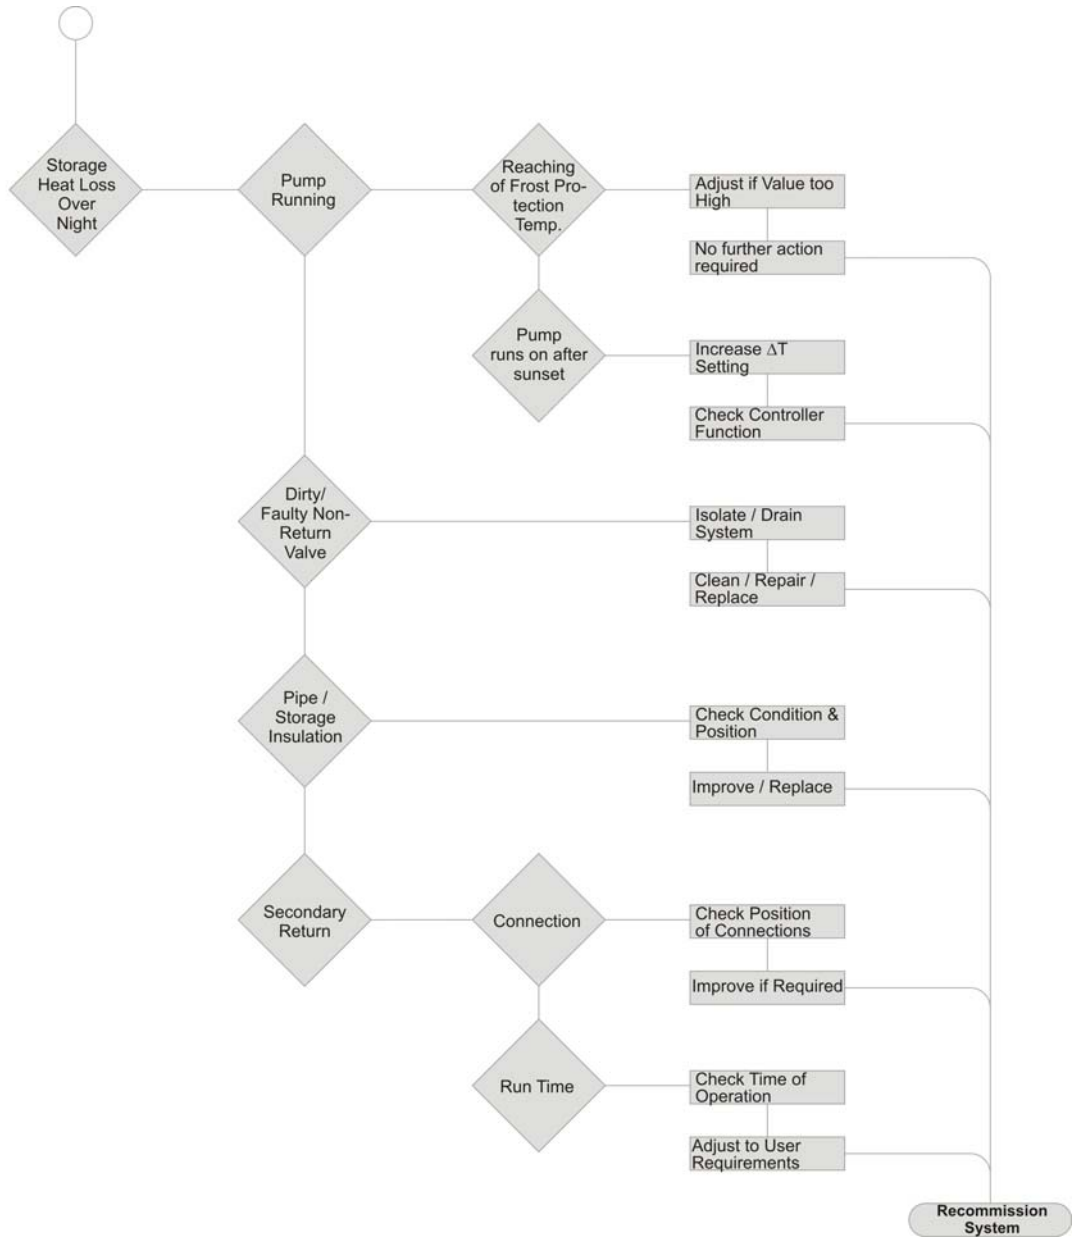 Storage
Heat Loss
Over
Night
Pump
Running
Reaching
of Frost Pro-
tection
Temp.
Adjust if Value too
High
No further action
required
Pump
runs on after
sunset
Increase ΔT
Setting
Check Controller
Function
Dirty/
Faulty Non-
Return
Valve
Isolate / Drain
System
Clean / Repair /
Replace
Pipe /
Storage
Insulation
Check Condition &
Position
Improve / Replace
Secondary
Return
Connection
Check Position
of Connections
Improve if Required
Run Time
Check Time of
Operation
Adjust to User
Requirements
Recommission
System